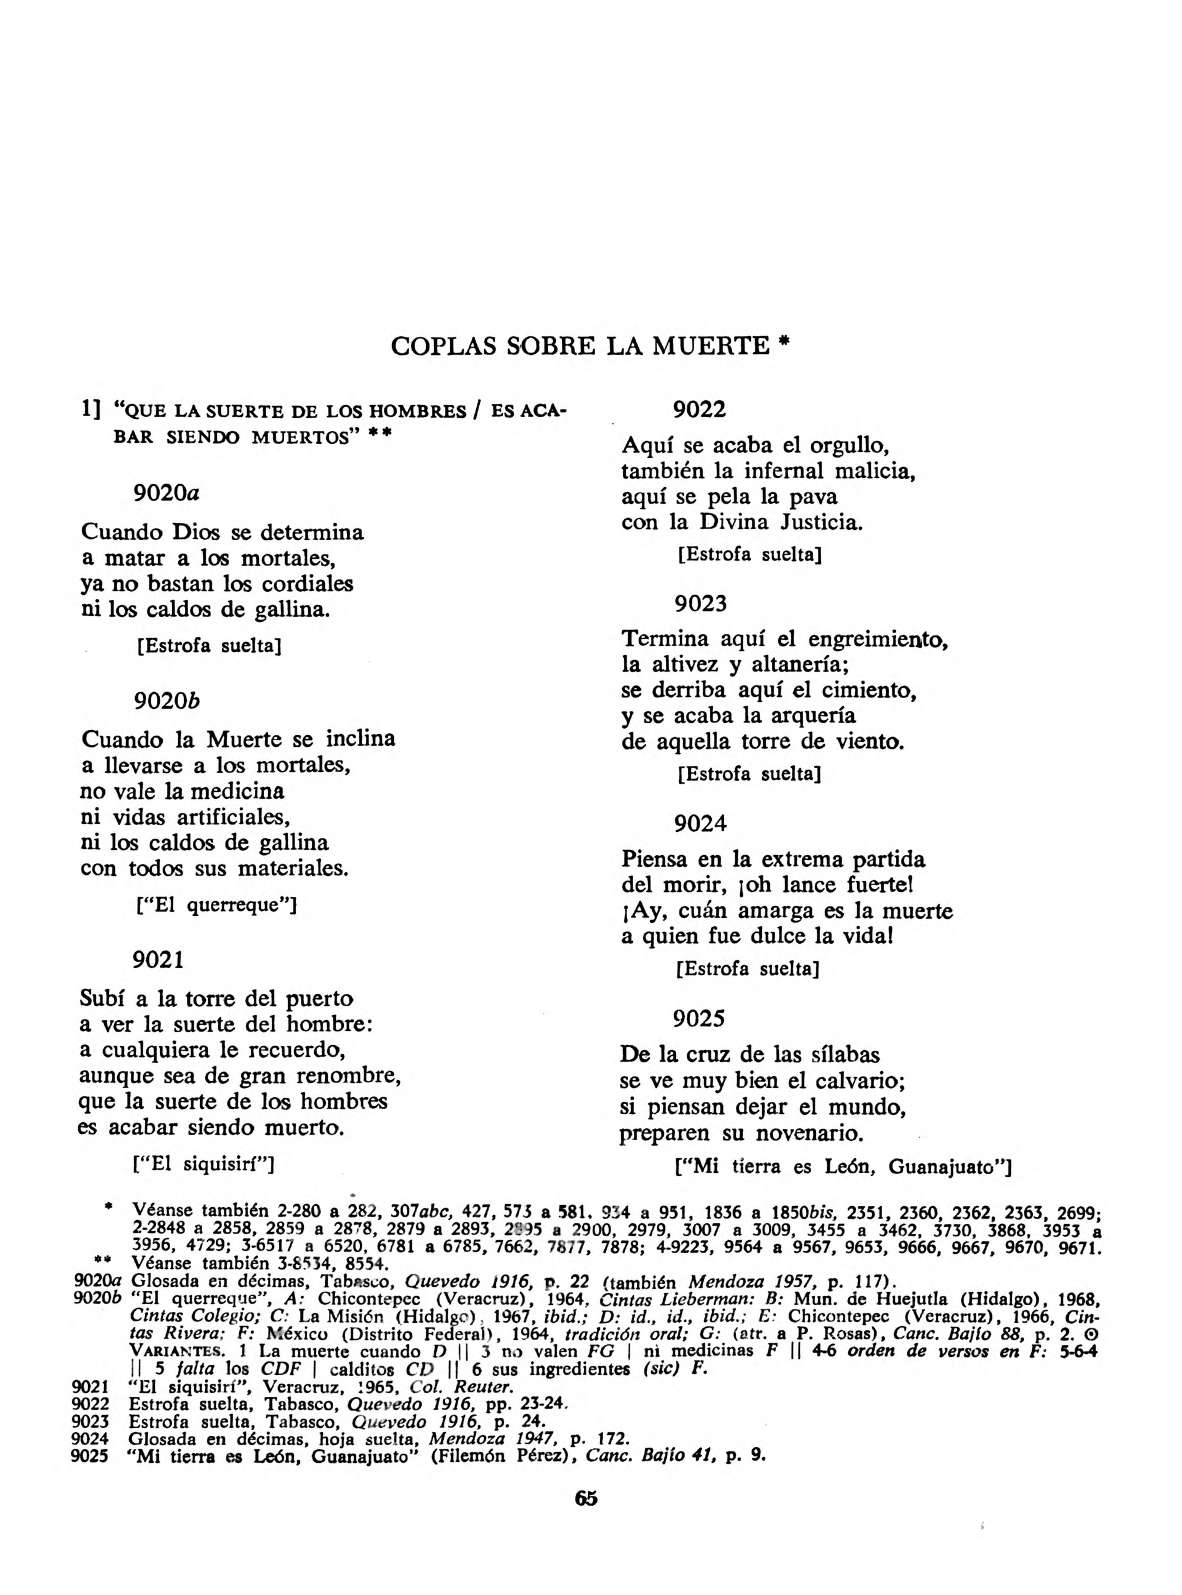 COPLAS SOBRE LA MUERTE *
1] “QUE LA SUERTE DE LOS HOMBRES / ES ACA-
BAR SIENDO MUERTOS” **
9020a
Cuando Dios se determina
a matar a los mortales,
ya no bastan los cordiales
ni los caldos de gallina.
[Estrofa suelta]
9020b
Cuando la Muerte se inclina
a llevarse a los mortales,
no vale la medicina
ni vidas artificiales,
ni los caldos de gallina
con todos sus materiales.
[“El querreque”]
9021
Subí a la torre del puerto
a ver la suerte del hombre:
a cualquiera le recuerdo,
aunque sea de gran renombre,
que la suerte de los hombres
es acabar siendo muerto.
[“El siquisirí”]
9022
Aquí se acaba el orgullo,
también la infernal malicia,
aquí se pela la pava
con la Divina Justicia.
[Estrofa suelta]
9023
Termina aquí el engreimiento,
la altivez y altanería;
se derriba aquí el cimiento,
y se acaba la arquería
de aquella torre de viento.
[Estrofa suelta]
9024
Piensa en la extrema partida
del morir, ¡oh lance fuerte!
¡Ay, cuán amarga es la muerte
a quien fue dulce la vida!
[Estrofa suelta]
9025
De la cruz de las sílabas
se ve muy bien el calvario;
si piensan dejar el mundo,
preparen su novenario.
[“Mi tierra es León, Guanajuato”]
* Véanse también 2-280 a 282, 307abc, 427, 573 a 581, 934 a 951, 1836 a 1850bis, 2351, 2360, 2362, 2363, 2699;
2-2848 a 2858, 2859 a 2878, 2879 a 2893, 2895 a 2900, 2979, 3007 a 3009, 3455 a 3462, 3730, 3868, 3953 a
3956, 4729; 3-6517 a 6520, 6781 a 6785, 7662, 7877, 7878; 4-9223, 9564 a 9567, 9653, 9666, 9667, 9670, 9671.
** Véanse también 3-8534, 8554.
9020a Glosada en décimas, Tabasco, Quevedo 1916, p. 22 (también Mendoza 1957, p. 117).
9020b “El querreque”, A: Chicontepec (Veracruz), 1964, Cintas Lieberman: B: Mun. de Huejutla (Hidalgo), 1968,
Cintas Colegio; C: La Misión (Hidalgo), 1967, ibid.; D: id., id., ibid.; E: Chicontepec (Veracruz), 1966, Cin-
tas Rivera; F: México (Distrito Federal), 1964, tradición oral; G: (atr. a P. Rosas), Canc. Bajío 88, p. 2. ⊙
VARIANTES. 1 La muerte cuando D || 3 no valen FG | ni medicinas F || 4-6 orden de versos en F: 5-6-4
|| 5 falta los CDF | calditos CD || 6 sus ingredientes (sic) F.
9021 “El siquisirí”, Veracruz, 1965, Col. Reuter.
9022 Estrofa suelta, Tabasco, Quevedo 1916, pp. 23-24.
9023 Estrofa suelta, Tabasco, Quevedo 1916, p. 24.
9024 Glosada en décimas, hoja suelta, Mendoza 1947, p. 172.
9025 “Mi tierra es León, Guanajuato” (Filemón Pérez), Canc. Bajío 41, p. 9.
65